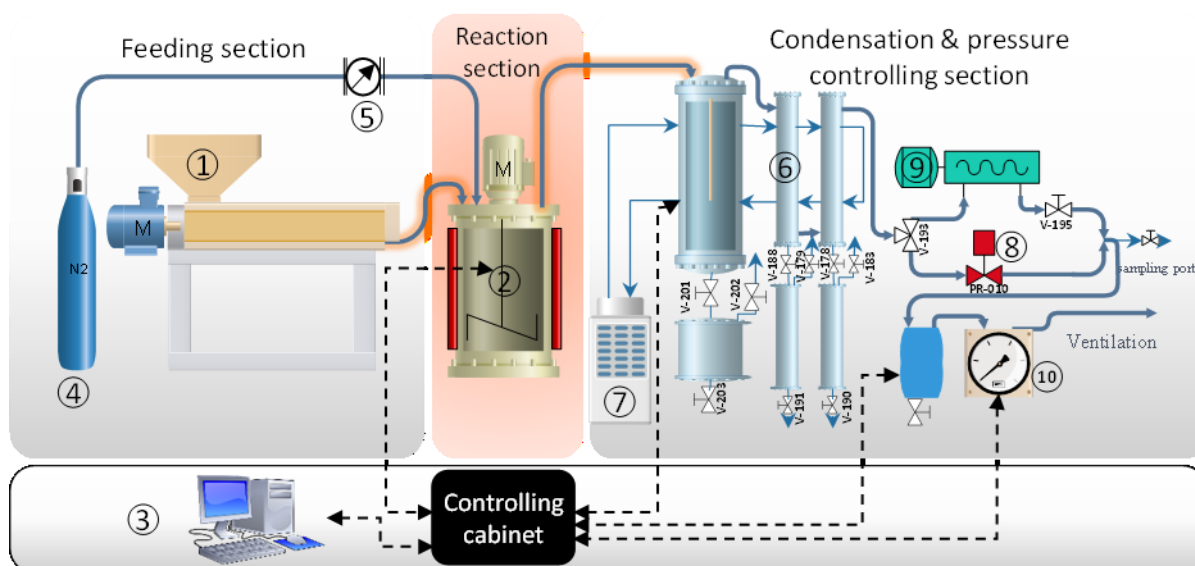 Feeding section
Reaction
section
Condensation & pressure
controlling section
⑤
①
M
N2
④
M
②
⑥
⑦
V-201
V-202
V-203
V-188
V-179
V-178
V-183
V-191
V-190
⑨
V-193
V-195
⑧
PR-010
sampling port
Ventilation
⑩
③
Controlling
cabinet